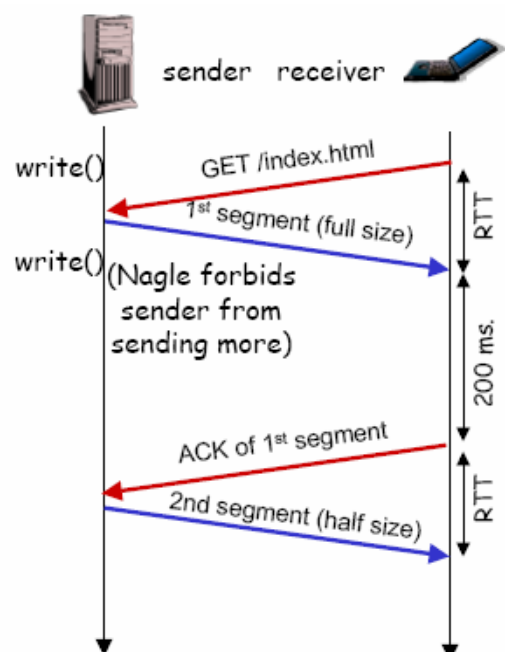 sender receiver
write()
GET /index.html
1st segment (full size)
RTT
write()
(Nagle forbids
sender from
sending more)
200 ms.
ACK of 1st segment
RTT
2nd segment (half size)